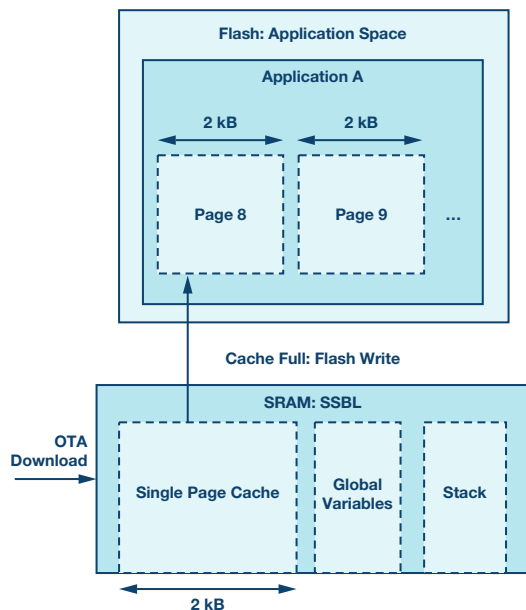 Flash: Application Space
Application A
2 kB
2 kB
Page 8
Page 9
...
Cache Full: Flash Write
SRAM: SSBL
OTA
Download
Single Page Cache
Global
Variables
Stack
2 kB